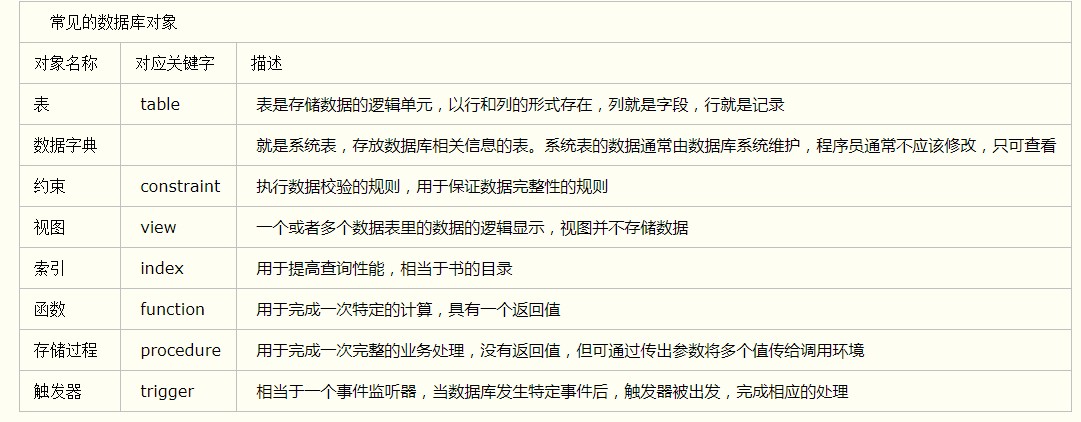 常见的数据库对象
对象名称 对应关键字 描述
表 table 表是存储数据的逻辑单元，以行和列的形式存在，列就是字段，行就是记录
数据字典 就是系统表，存放数据库相关信息的表。系统表的数据通常由数据库系统维护，程序员通常不应该修改，只可查看
约束 constraint 执行数据校验的规则，用于保证数据完整性的规则
视图 view 一个或者多个数据表里的数据的逻辑显示，视图并不存储数据
索引 index 用于提高查询性能，相当于书的目录
函数 function 用于完成一次特定的计算，具有一个返回值
存储过程 procedure 用于完成一次完整的业务处理，没有返回值，但可通过传出参数将多个值传给调用环境
触发器 trigger 相当于一个事件监听器，当数据库发生特定事件后，触发器被出发，完成相应的处理